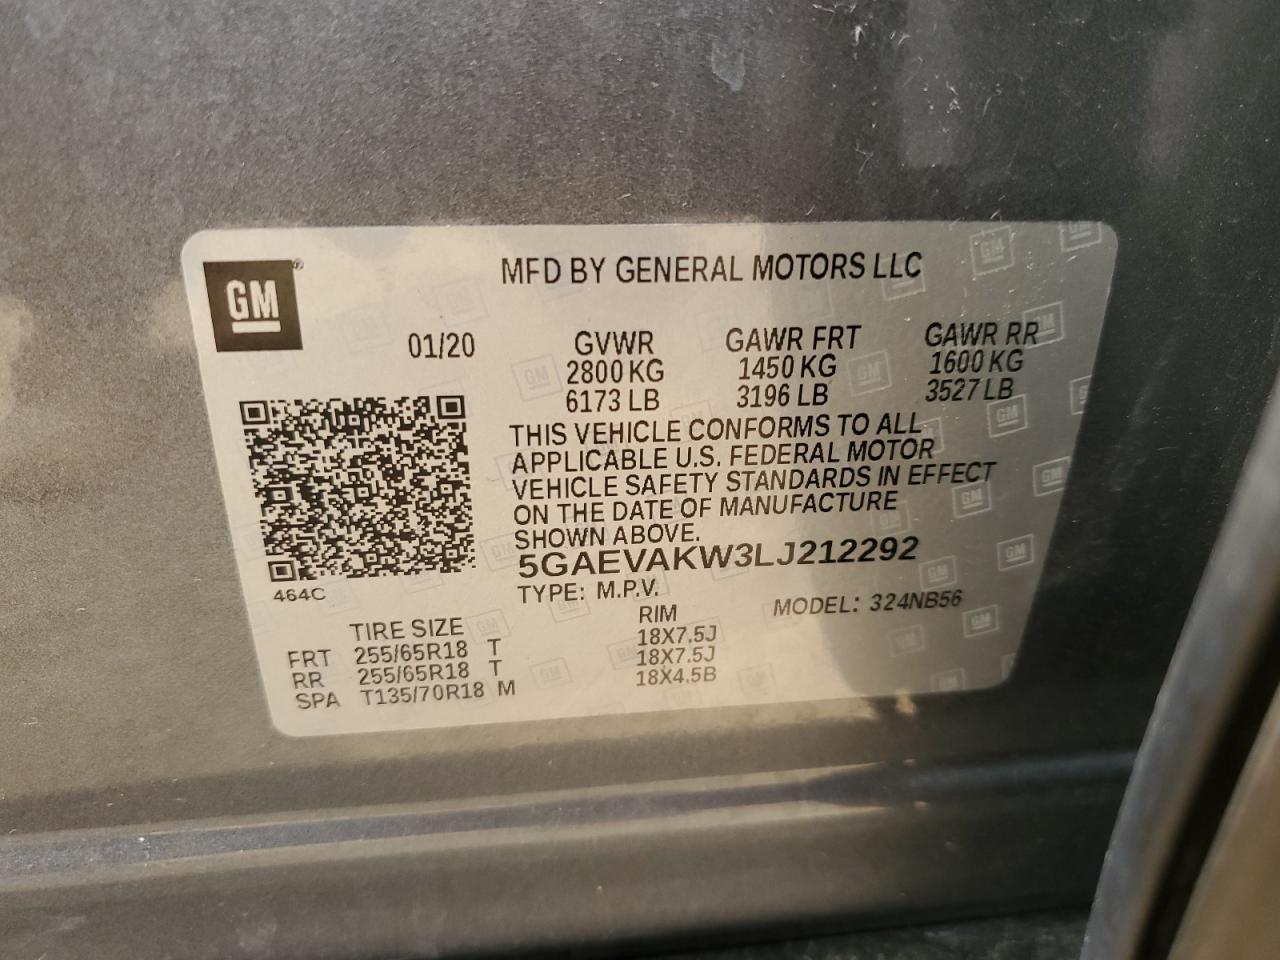 GM
MFD BY GENERAL MOTORS LLC
01/20
GVWR GAWR FRT GAWR RR
2800 KG 1450 KG 1600 KG
6173 LB 3196 LB 3527 LB
THIS VEHICLE CONFORMS TO ALL
APPLICABLE U.S. FEDERAL MOTOR
VEHICLE SAFETY STANDARDS IN EFFECT
ON THE DATE OF MANUFACTURE
SHOWN ABOVE.
5GAEVAKW3LJ212292
464C
TYPE: M.P.V. MODEL: 324NB56
TIRE SIZE RIM
FRT 255/65R18 T 18X7.5J
RR 255/65R18 T 18X7.5J
SPA T135/70R18 M 18X4.5B